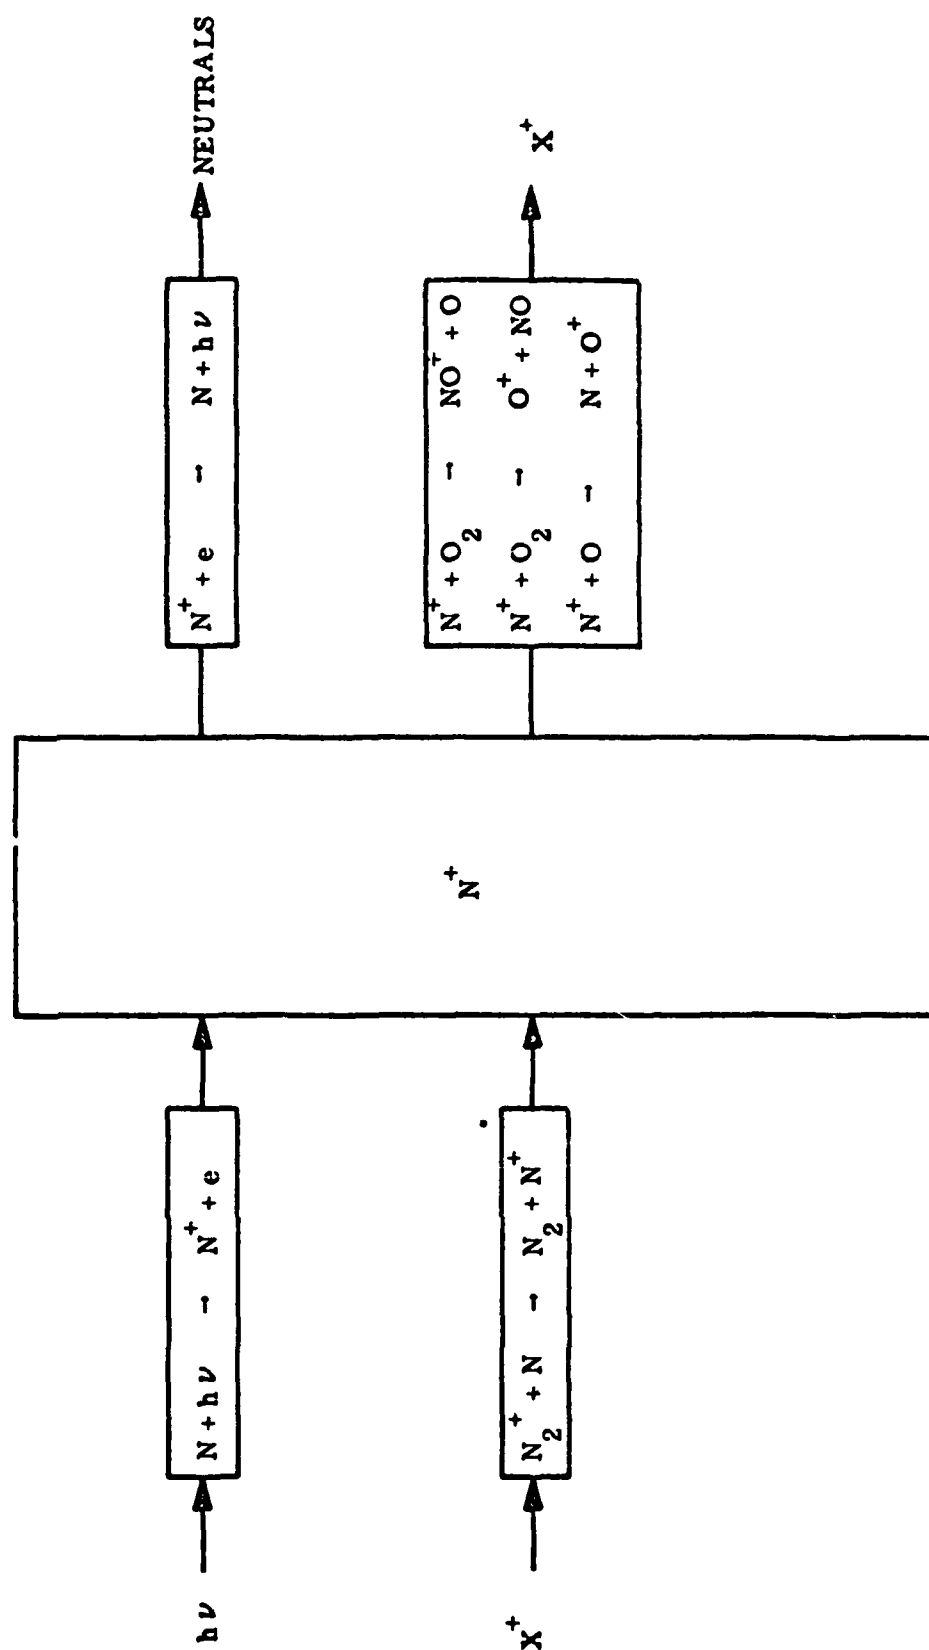 hν
N + hν → N⁺ + e
X⁺
N₂⁺ + N → N₂ + N⁺
N⁺
N⁺ + e → N + hν
NEUTRALS
N⁺ + O₂ → NO⁺ + O
N⁺ + O₂ → O⁺ + NO
N⁺ + O → N + O⁺
X⁺